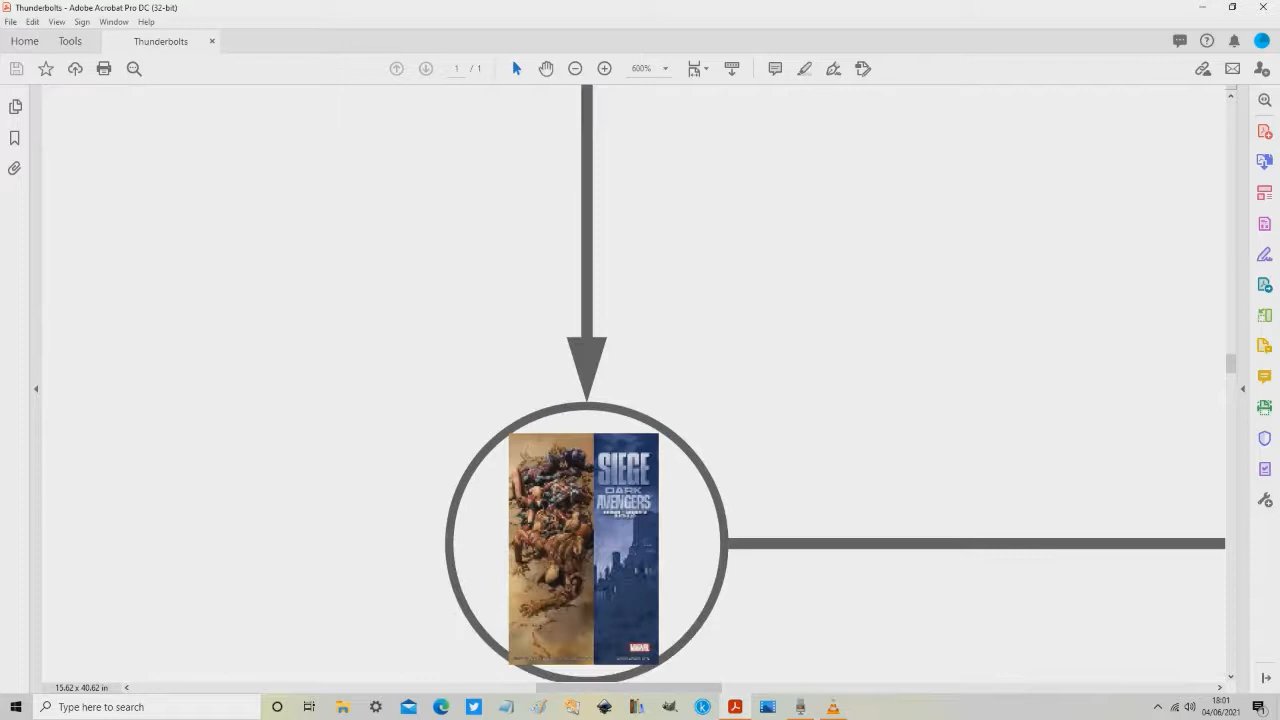 Thunderbolts - Adobe Acrobat Pro DC (32-bit)
File Edit View Sign Window Help
Home Tools Thunderbolts
1 / 1 600%
SIEGE
DARK
AVENGERS
MARVEL
15.62 x 40.62 in
Type here to search
18:01
04/06/2021